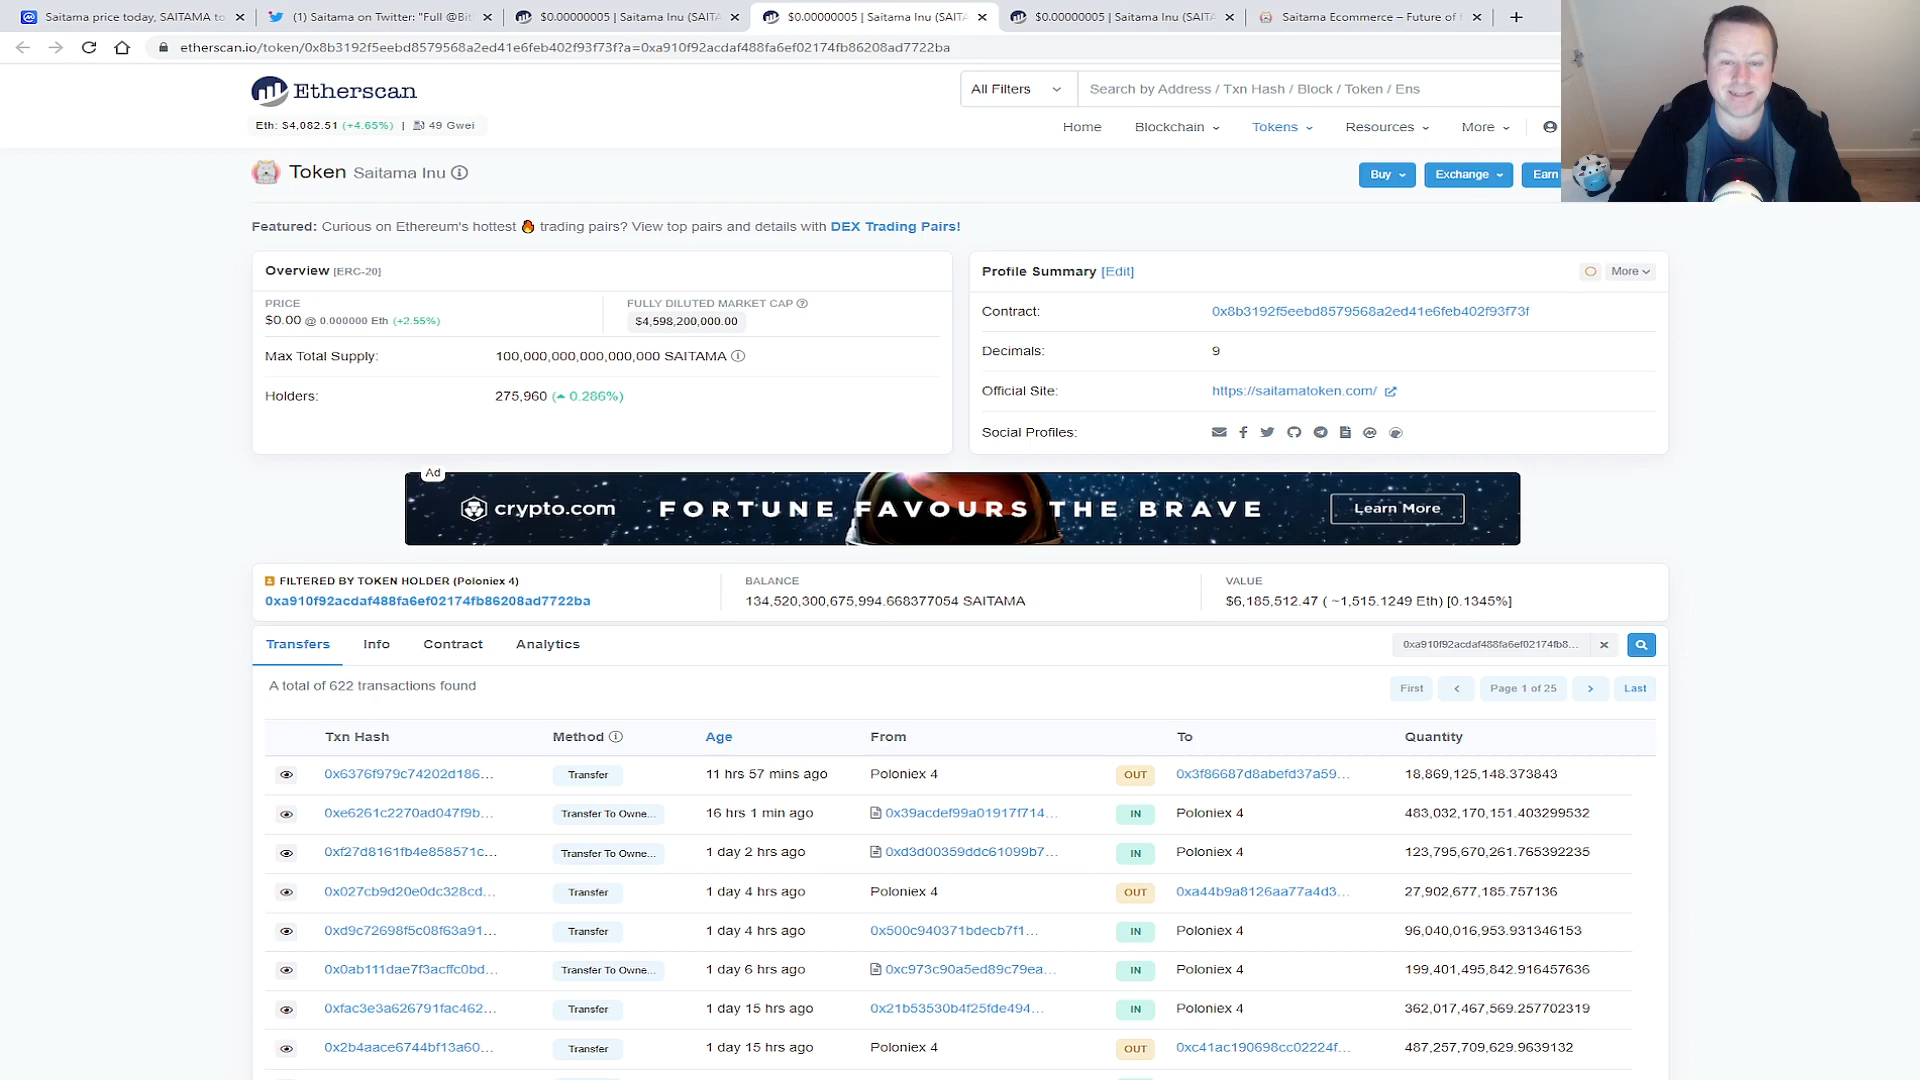 Saitama price today, SAITAMA to
(1) Saitama on Twitter: "Full @Bit
$0.00000005 | Saitama Inu (SAITA
$0.00000005 | Saitama Inu (SAITA
$0.00000005 | Saitama Inu (SAITA
Saitama Ecommerce – Future of f
etherscan.io/token/0x8b3192f5eebd8579568a2ed41e6feb402f93f73f?a=0xa910f92acdaf488fa6ef02174fb86208ad7722ba
Etherscan
All Filters
Search by Address / Txn Hash / Block / Token / Ens
Eth: $4,082.51 (+4.65%) | 49 Gwei
Home Blockchain Tokens Resources More
Token Saitama Inu
Buy Exchange Earn
Featured: Curious on Ethereum's hottest 🔥 trading pairs? View top pairs and details with DEX Trading Pairs!
Overview [ERC-20]
PRICE
$0.00 @ 0.000000 Eth (+2.55%)
FULLY DILUTED MARKET CAP
$4,598,200,000.00
Max Total Supply: 100,000,000,000,000,000 SAITAMA
Holders: 275,960 (0.286%)
Profile Summary [Edit]
More
Contract: 0x8b3192f5eebd8579568a2ed41e6feb402f93f73f
Decimals: 9
Official Site: https://saitamatoken.com/
Social Profiles:
Ad
crypto.com FORTUNE FAVOURS THE BRAVE Learn More
FILTERED BY TOKEN HOLDER (Poloniex 4)
0xa910f92acdaf488fa6ef02174fb86208ad7722ba
BALANCE
134,520,300,675,994.668377054 SAITAMA
VALUE
$6,185,512.47 ( ~1,515.1249 Eth) [0.1345%]
Transfers Info Contract Analytics
0xa910f92acdaf488fa6ef02174fb8...
A total of 622 transactions found
First Page 1 of 25 Last
Txn Hash Method Age From To Quantity
0x6376f979c74202d186... Transfer 11 hrs 57 mins ago Poloniex 4 OUT 0x3f86687d8abefd37a59... 18,869,125,148.373843
0xe6261c2270ad047f9b... Transfer To Owne... 16 hrs 1 min ago 0x39acdef99a01917f714... IN Poloniex 4 483,032,170,151.403299532
0xf27d8161fb4e858571c... Transfer To Owne... 1 day 2 hrs ago 0xd3d00359ddc61099b7... IN Poloniex 4 123,795,670,261.765392235
0x027cb9d20e0dc328cd... Transfer 1 day 4 hrs ago Poloniex 4 OUT 0xa44b9a8126aa77a4d3... 27,902,677,185.757136
0xd9c72698f5c08f63a91... Transfer 1 day 4 hrs ago 0x500c940371bdecb7f1... IN Poloniex 4 96,040,016,953.931346153
0x0ab111dae7f3acffc0bd... Transfer To Owne... 1 day 6 hrs ago 0xc973c90a5ed89c79ea... IN Poloniex 4 199,401,495,842.916457636
0xfac3e3a626791fac462... Transfer 1 day 15 hrs ago 0x21b53530b4f25fde494... IN Poloniex 4 362,017,467,569.257702319
0x2b4aace6744bf13a60... Transfer 1 day 15 hrs ago Poloniex 4 OUT 0xc41ac190698cc02224f... 487,257,709,629.9639132